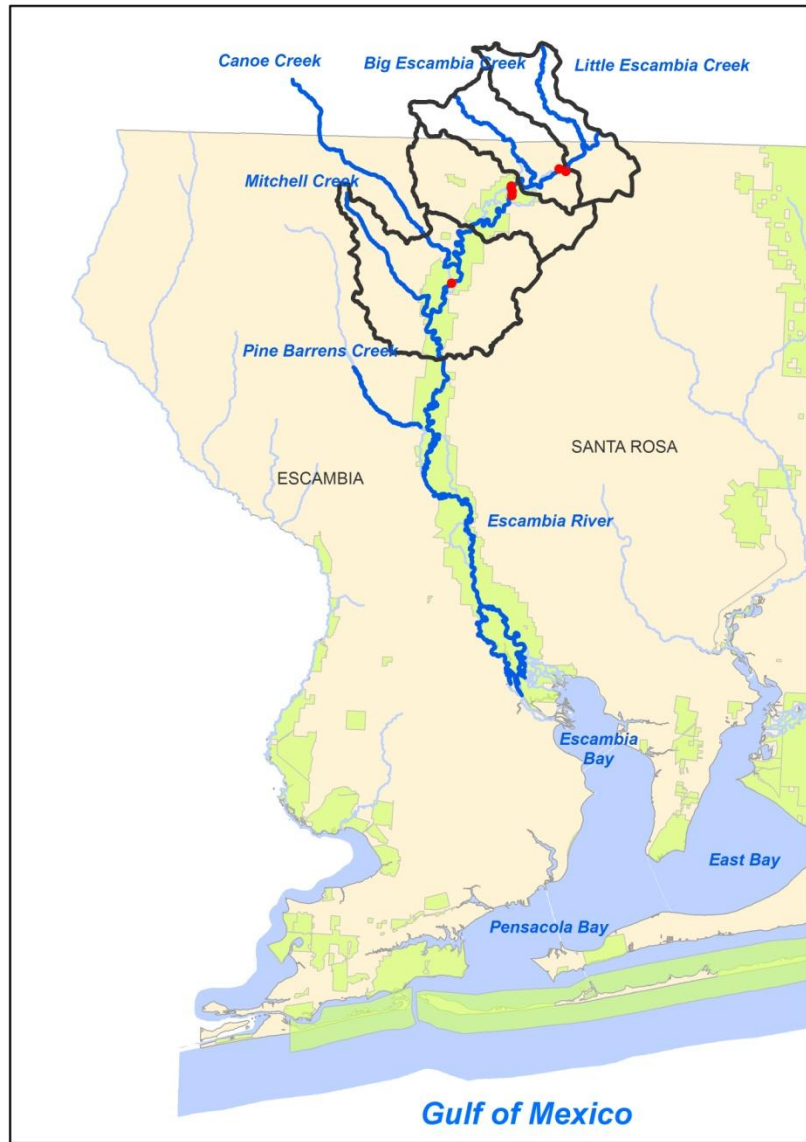 Canoe Creek
Big Escambia Creek
Little Escambia Creek
Mitchell Creek
Pine Barrens Creek
SANTA ROSA
ESCAMBIA
Escambia River
Escambia
Bay
East Bay
Pensacola Bay
Gulf of Mexico